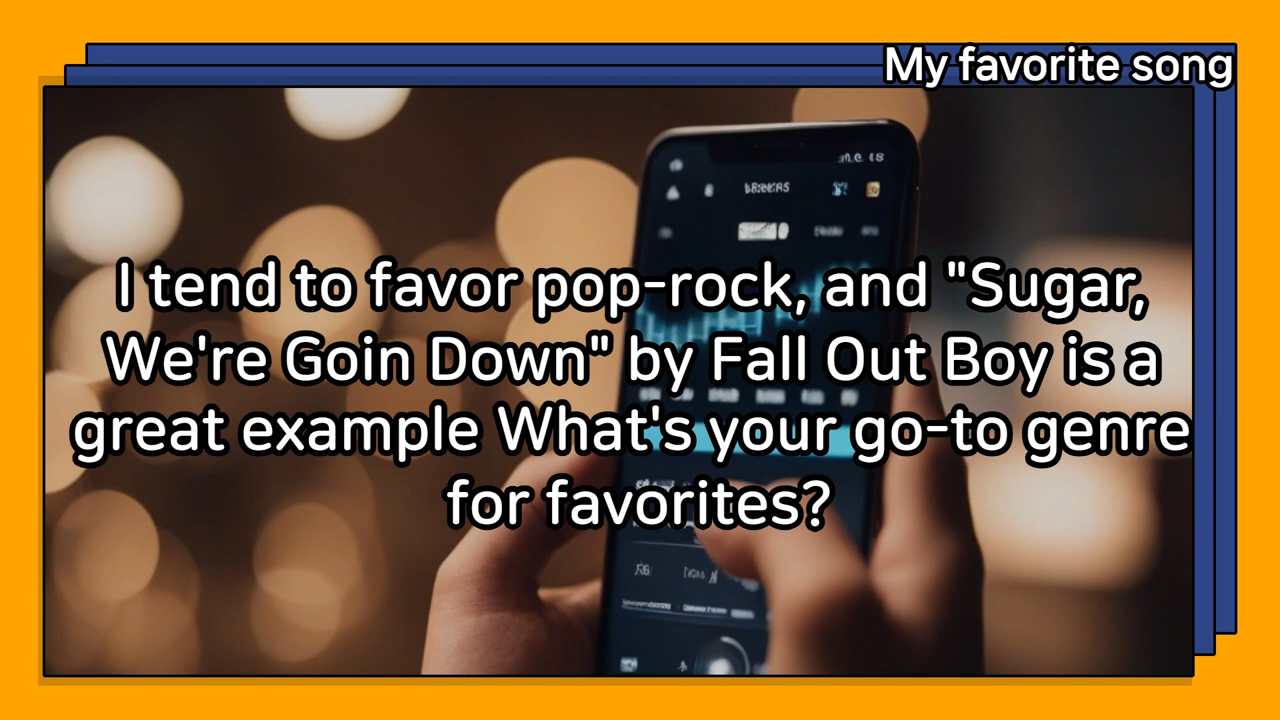 My favorite song
I tend to favor pop-rock, and "Sugar,
We're Goin Down" by Fall Out Boy is a
great example What's your go-to genre
for favorites?